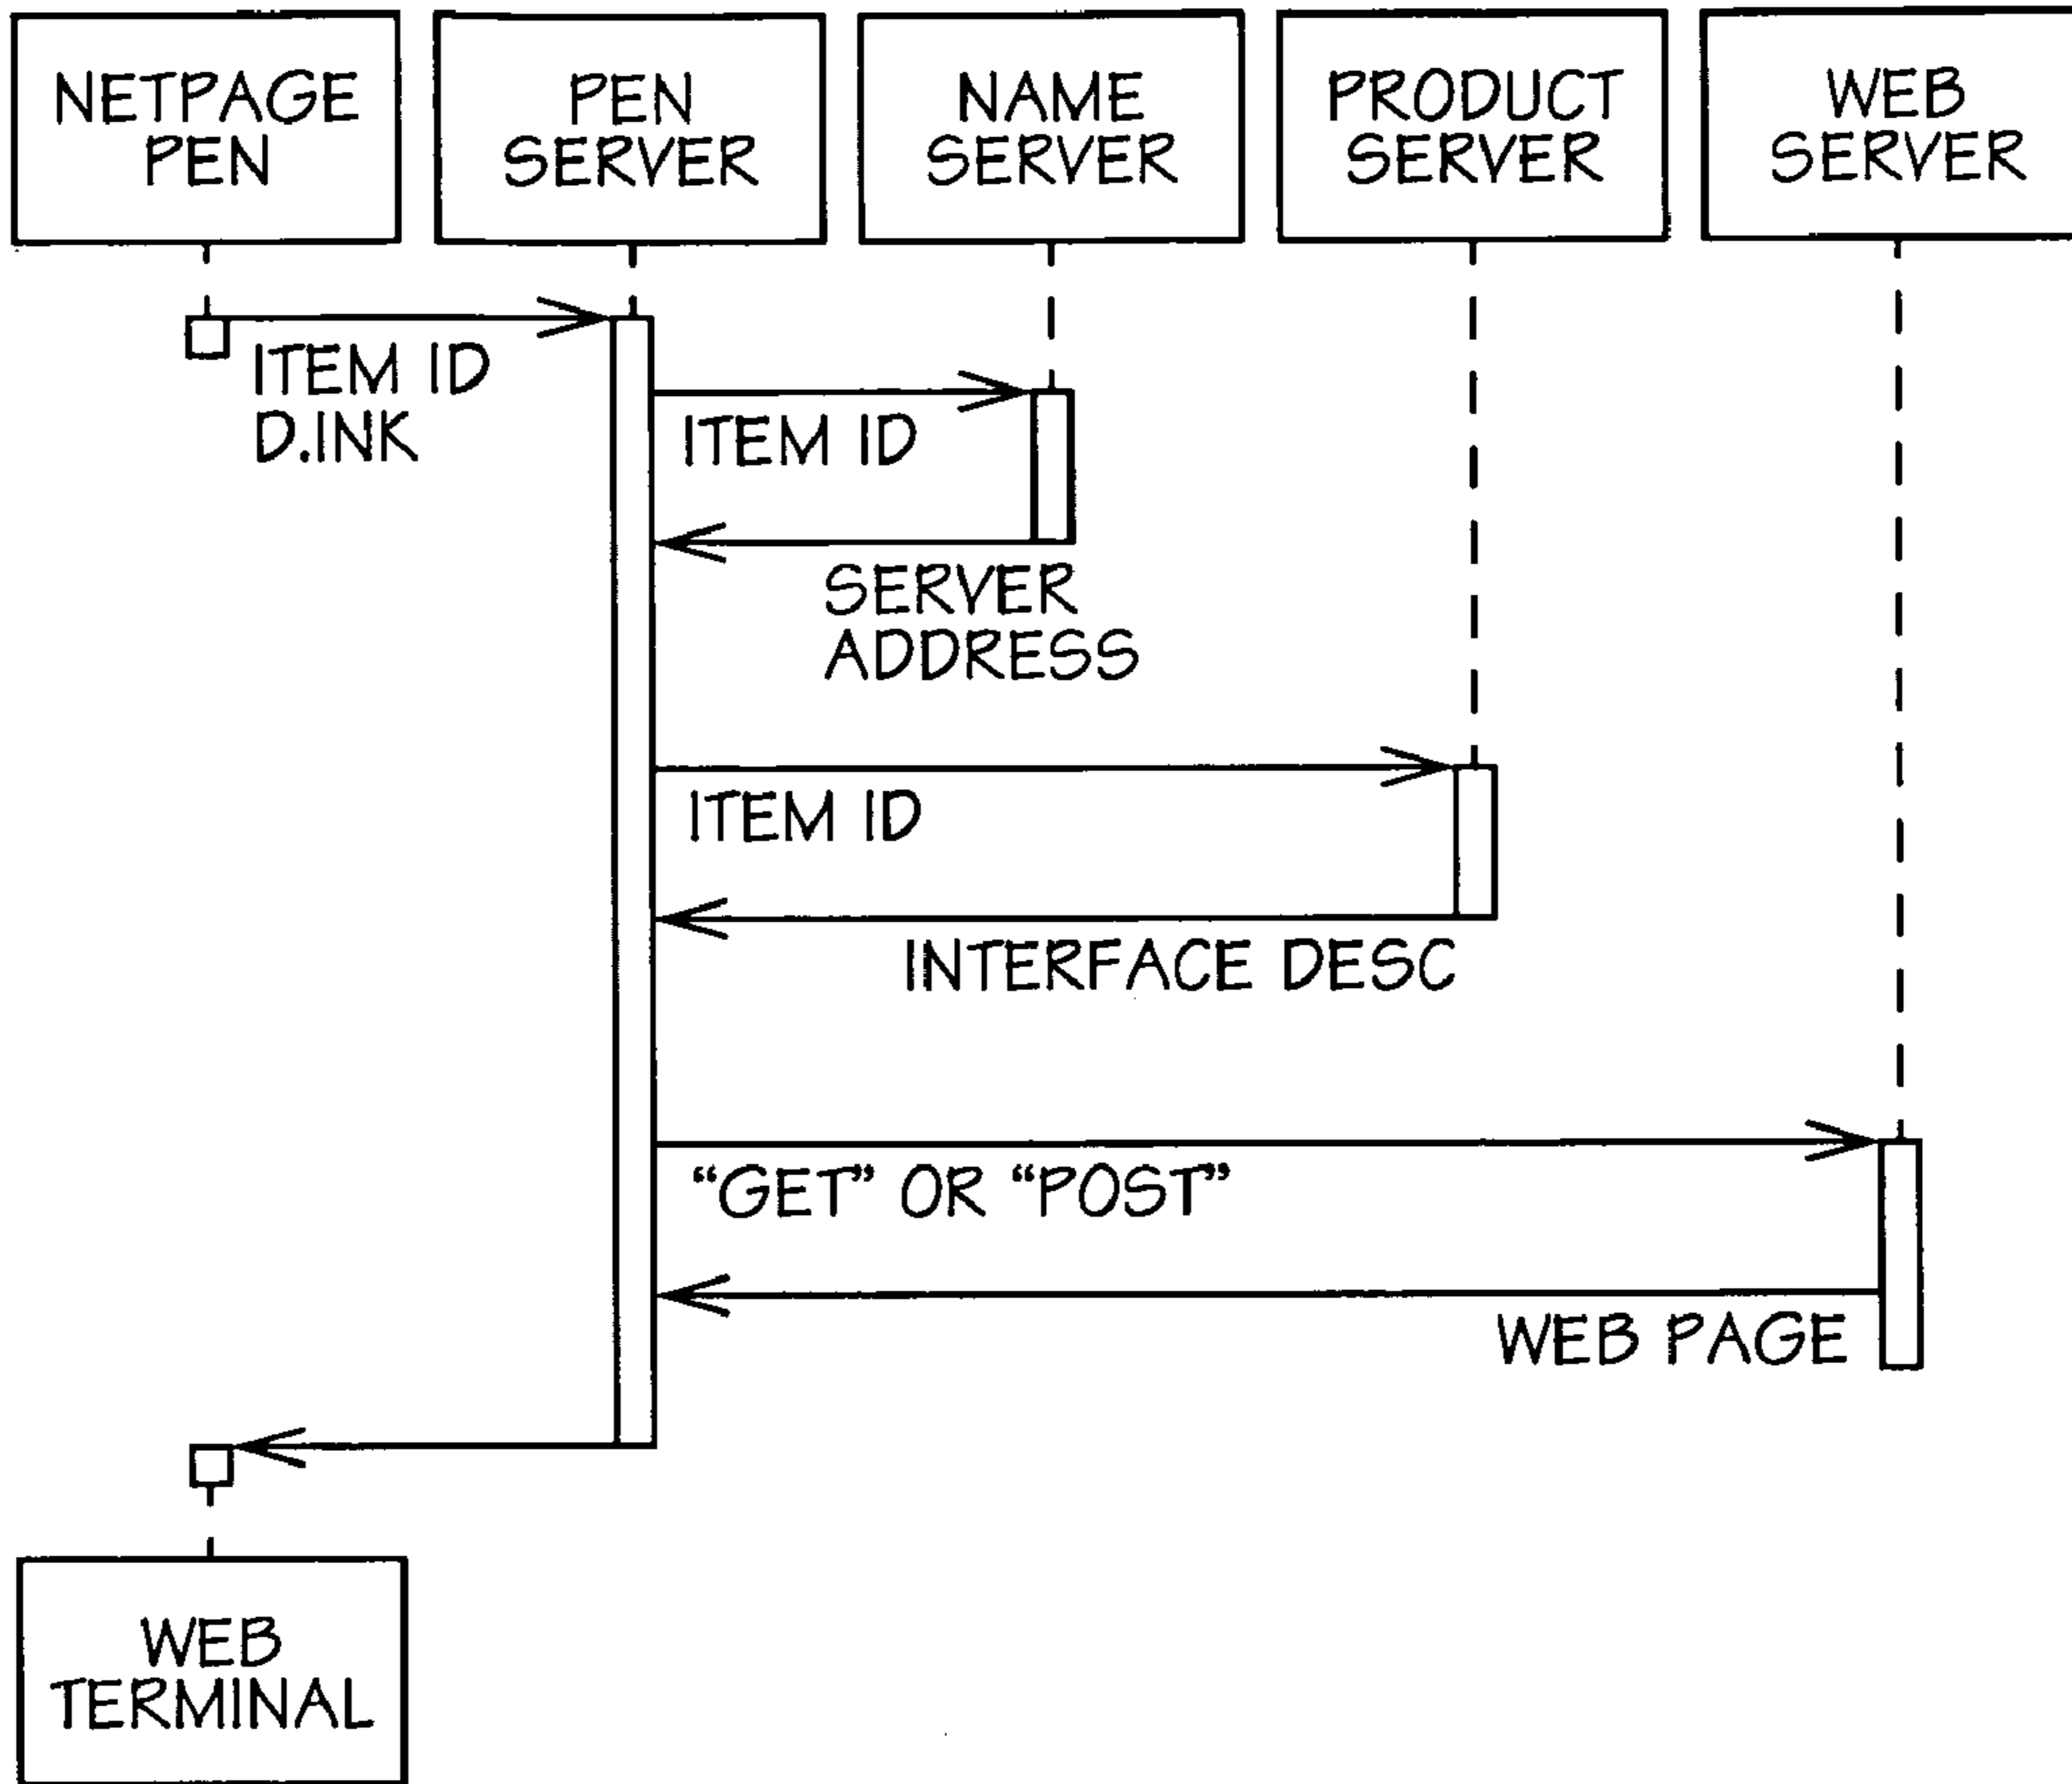 NETPAGE
PEN
PEN
SERVER
NAME
SERVER
PRODUCT
SERVER
WEB
SERVER
ITEM ID
D.INK
ITEM ID
SERVER
ADDRESS
ITEM ID
INTERFACE DESC
“GET” OR “POST”
WEB PAGE
WEB
TERMINAL